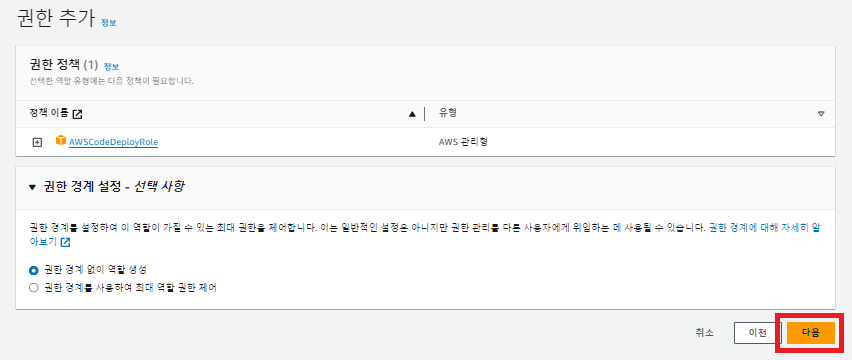 권한 추가 정보
권한 정책 (1) 정보
선택한 역할 유형에는 다음 정책이 필요합니다.
정책 이름 유형
AWSCodeDeployRole AWS 관리형
권한 경계 설정 - 선택 사항
권한 경계를 설정하여 이 역할이 가질 수 있는 최대 권한을 제어합니다. 이는 일반적인 설정은 아니지만 권한 관리를 다른 사용자에게 위임하는 데 사용될 수 있습니다. 권한 경계에 대해 자세히 알
아보기
권한 경계 없이 역할 생성
권한 경계를 사용하여 최대 역할 권한 제어
취소 이전 다음